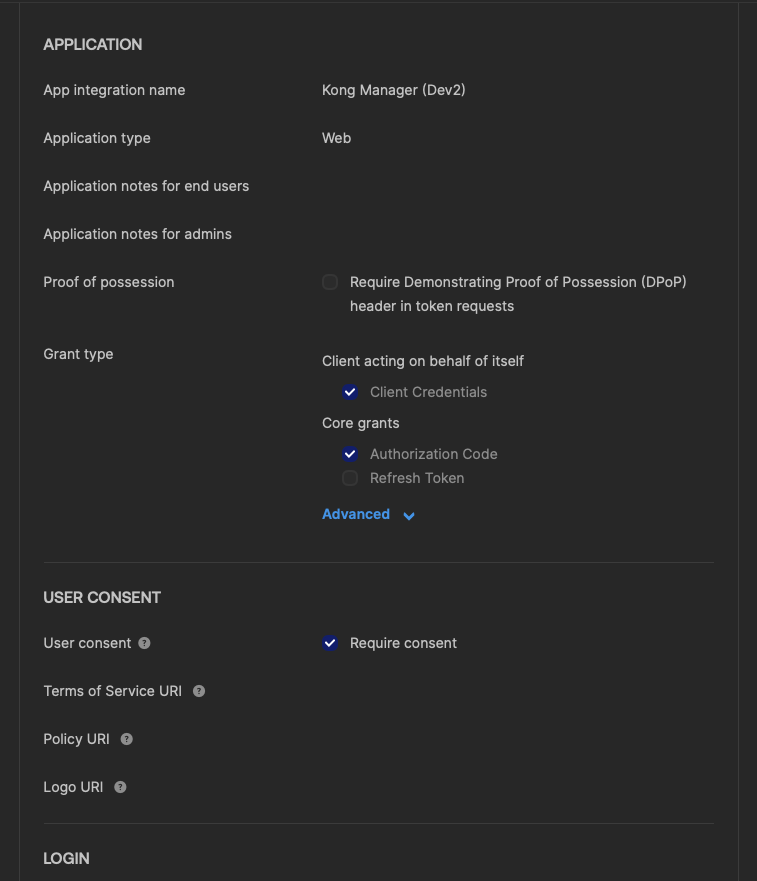 APPLICATION
App integration name
Kong Manager (Dev2)
Application type
Web
Application notes for end users
Application notes for admins
Proof of possession
Require Demonstrating Proof of Possession (DPoP)
header in token requests
Grant type
Client acting on behalf of itself
Client Credentials
Core grants
Authorization Code
Refresh Token
Advanced
USER CONSENT
User consent ?
Require consent
Terms of Service URI ?
Policy URI ?
Logo URI ?
LOGIN